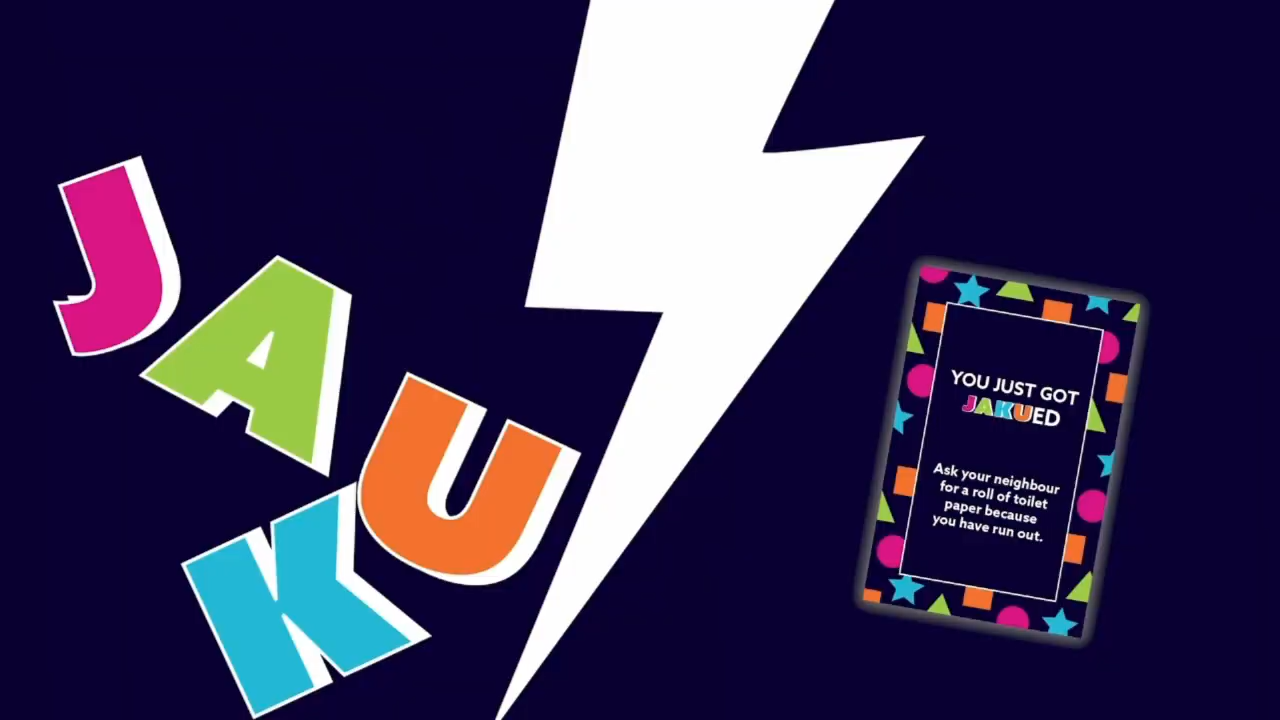 JAKU
YOU JUST GOT
JAKUED
Ask your neighbour
for a roll of toilet
paper because
you have run out.